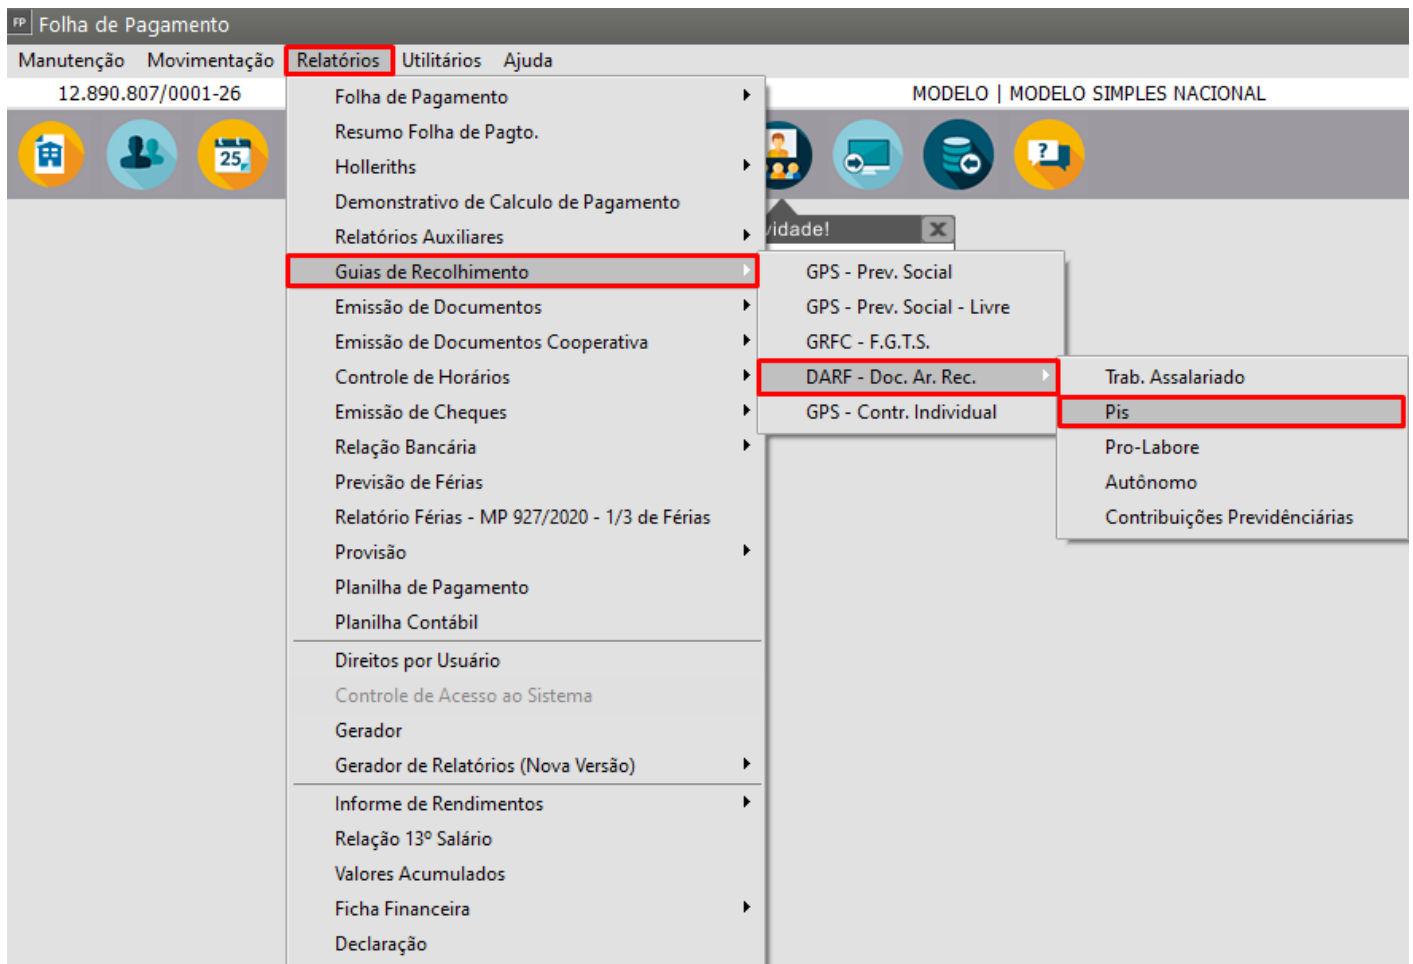 FP Folha de Pagamento
Manutenção Movimentação Relatórios Utilitários Ajuda
12.890.807/0001-26
MODELO | MODELO SIMPLES NACIONAL
25
?
Folha de Pagamento
Resumo Folha de Pagto.
Holleriths
Demonstrativo de Calculo de Pagamento
Relatórios Auxiliares
Guias de Recolhimento
Emissão de Documentos
Emissão de Documentos Cooperativa
Controle de Horários
Emissão de Cheques
Relação Bancária
Previsão de Férias
Relatório Férias - MP 927/2020 - 1/3 de Férias
Provisão
Planilha de Pagamento
Planilha Contábil
Direitos por Usuário
Controle de Acesso ao Sistema
Gerador
Gerador de Relatórios (Nova Versão)
Informe de Rendimentos
Relação 13º Salário
Valores Acumulados
Ficha Financeira
Declaração
vidade!
GPS - Prev. Social
GPS - Prev. Social - Livre
GRFC - F.G.T.S.
DARF - Doc. Ar. Rec.
GPS - Contr. Individual
Trab. Assalariado
Pis
Pro-Labore
Autônomo
Contribuições Previdênciárias